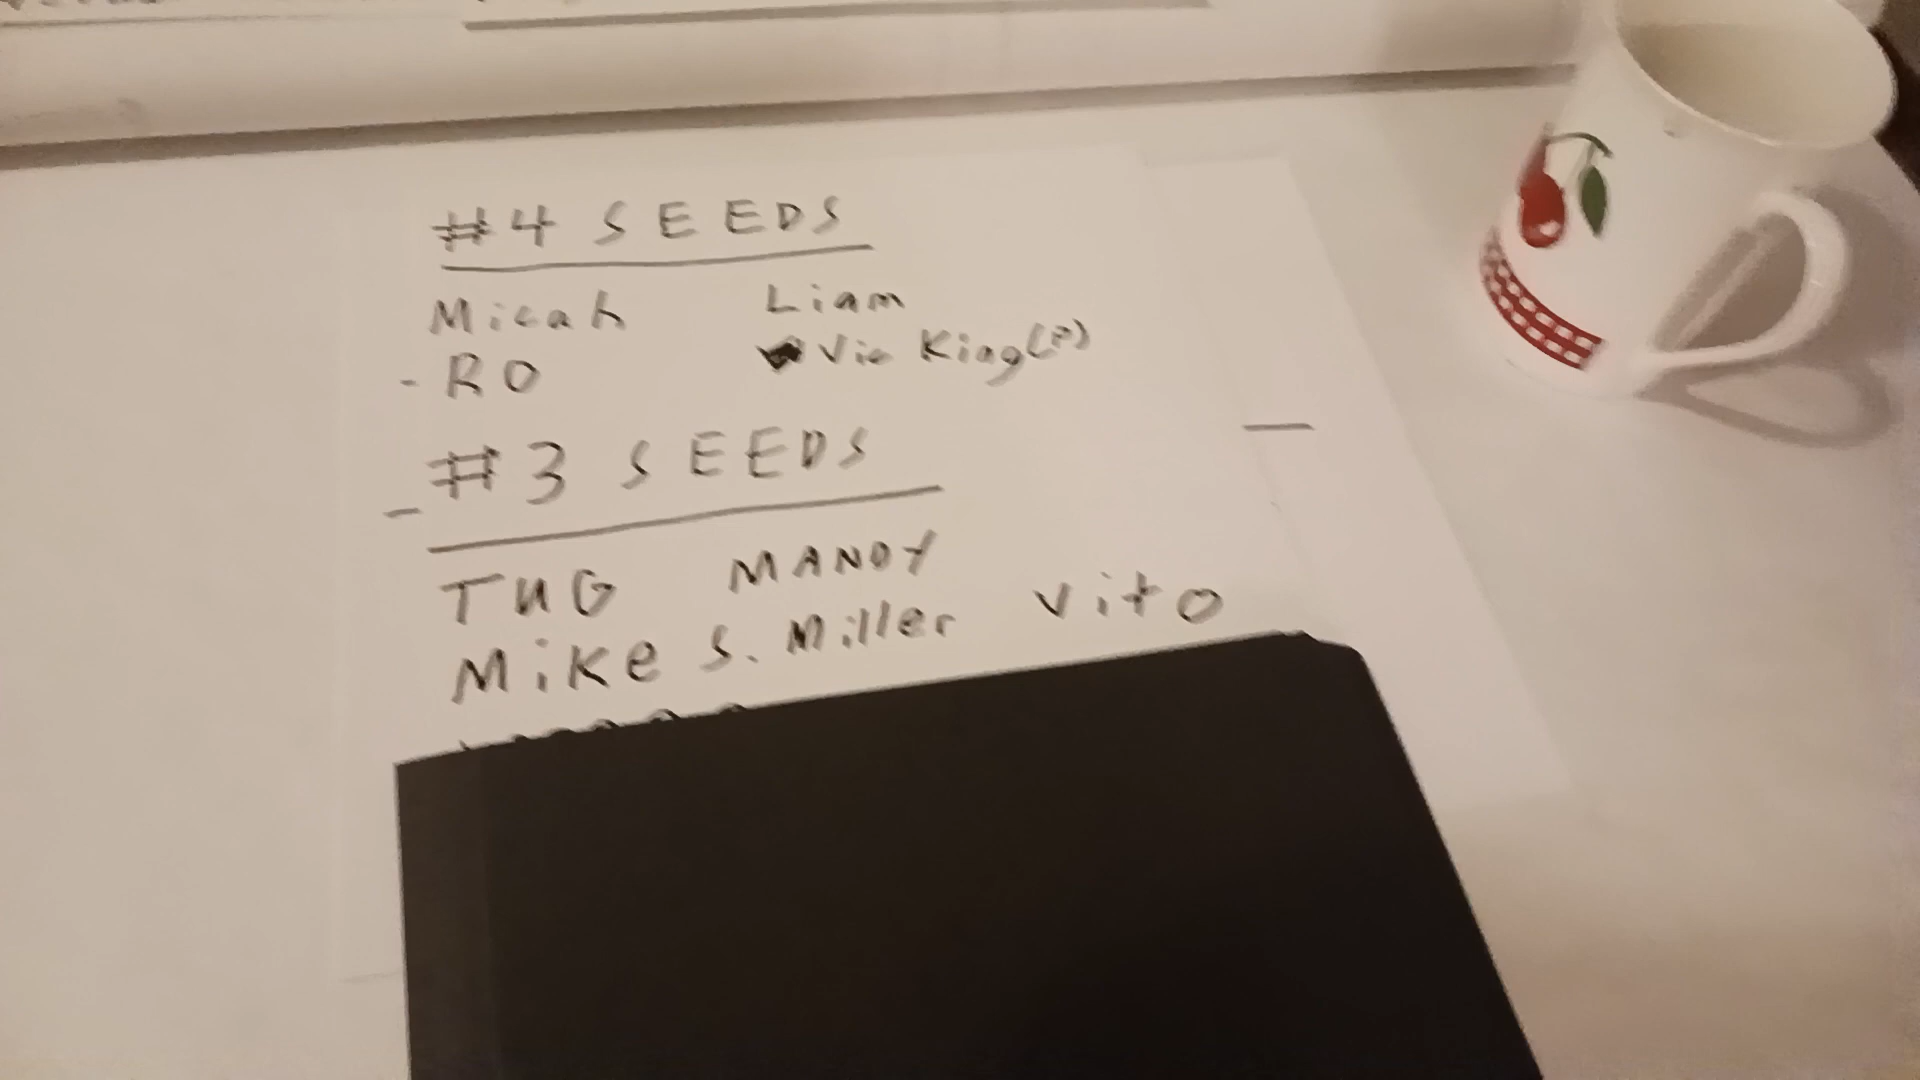 #4 SEEDS
Micah Liam
- RO Vic King(?)
#3 SEEDS
TUG MANDY
Mike S. Miller Vito